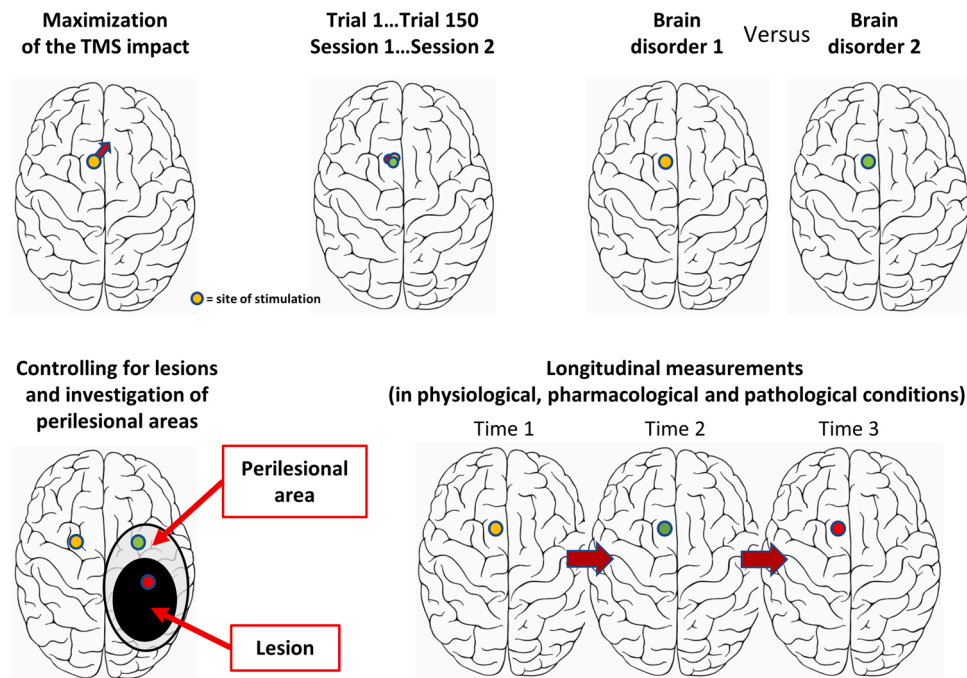 Maximization
of the TMS impact
Trial 1...Trial 150
Session 1...Session 2
Brain
disorder 1
Versus
Brain
disorder 2
= site of stimulation
Controlling for lesions
and investigation of
perilesional areas
Perilesional
area
Lesion
Longitudinal measurements
(in physiological, pharmacological and pathological conditions)
Time 1
Time 2
Time 3